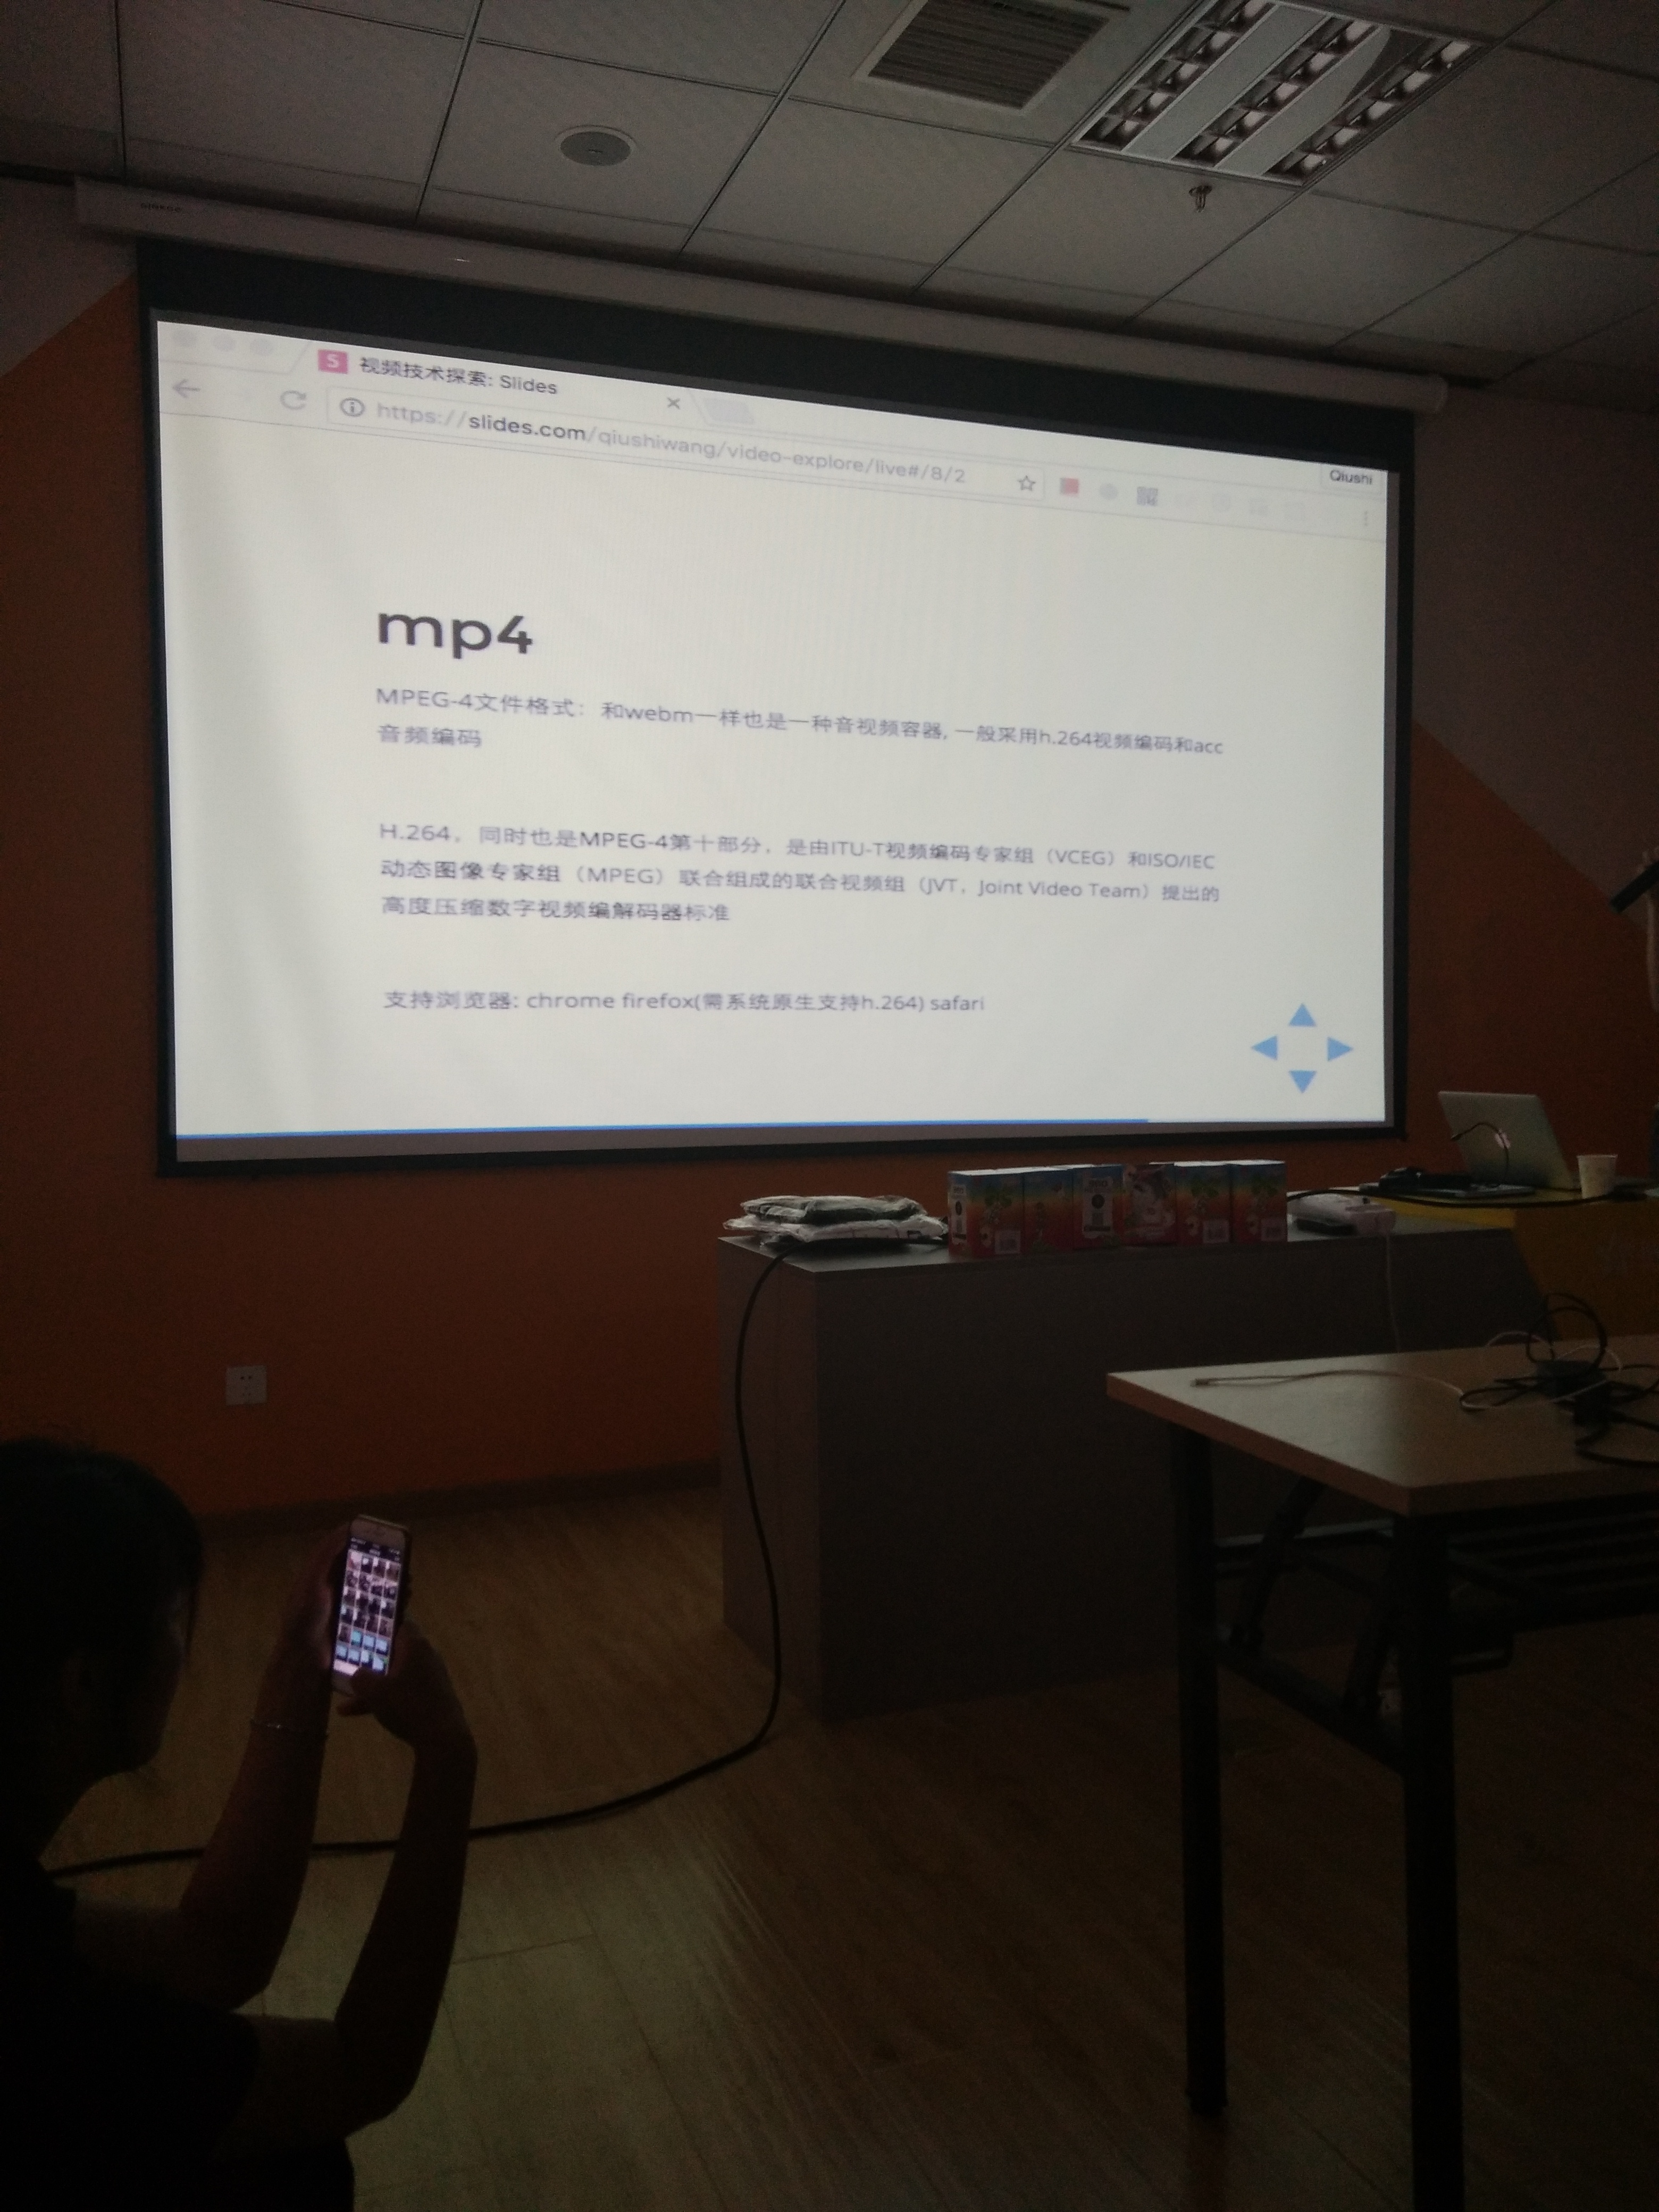 视频技术探索: Slides
https://slides.com/qiushiwang/video-explore/live#/8/2
Qiushi
mp4
MPEG-4文件格式：和webm一样也是一种音视频容器, 一般采用h.264视频编码和acc
音频编码
H.264，同时也是MPEG-4第十部分，是由ITU-T视频编码专家组（VCEG）和ISO/IEC
动态图像专家组（MPEG）联合组成的联合视频组（JVT，Joint Video Team）提出的
高度压缩数字视频编解码器标准
支持浏览器: chrome firefox(需系统原生支持h.264) safari